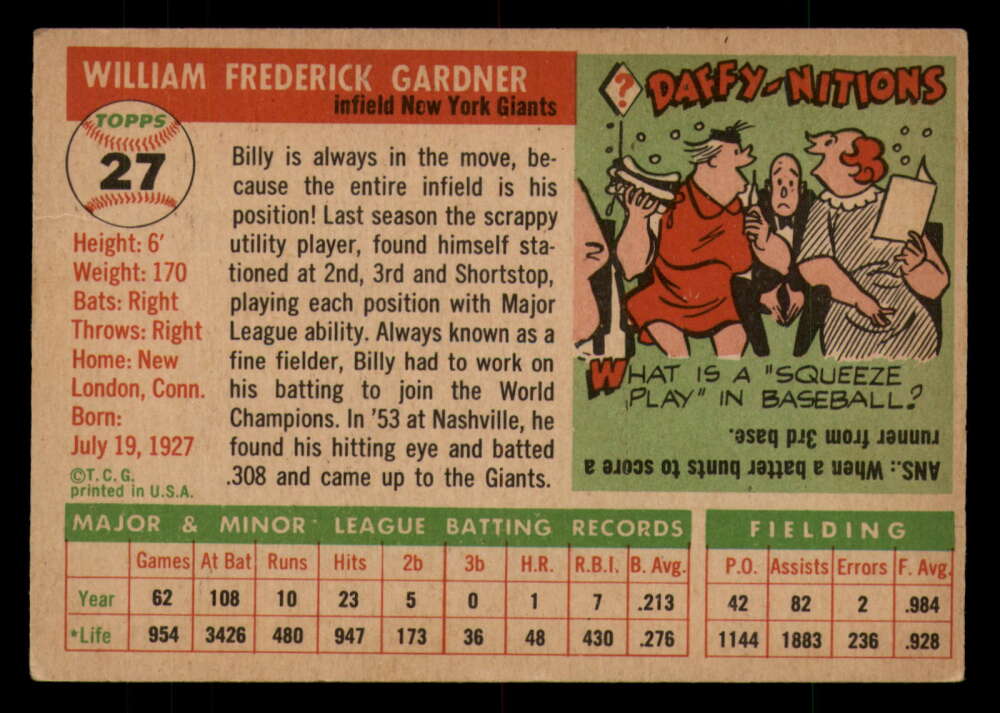 WILLIAM FREDERICK GARDNER
infield New York Giants
TOPPS
27
Height: 6'
Weight: 170
Bats: Right
Throws: Right
Home: New
London, Conn.
Born:
July 19, 1927
©T.C.G.
printed in U.S.A.
Billy is always in the move, be-
cause the entire infield is his
position! Last season the scrappy
utility player, found himself sta-
tioned at 2nd, 3rd and Shortstop,
playing each position with Major
League ability. Always known as a
fine fielder, Billy had to work on
his batting to join the World
Champions. In '53 at Nashville, he
found his hitting eye and batted
.308 and came up to the Giants.
? DAFFY-NITIONS
WHAT IS A "SQUEEZE
PLAY" IN BASEBALL?
ANS.: When a batter bunts to score a
runner from 3rd base.
MAJOR & MINOR LEAGUE BATTING RECORDS
Games At Bat Runs Hits 2b 3b H.R. R.B.I. B. Avg.
Year 62 108 10 23 5 0 1 7 .213
*Life 954 3426 480 947 173 36 48 430 .276
FIELDING
P.O. Assists Errors F. Avg.
42 82 2 .984
1144 1883 236 .928